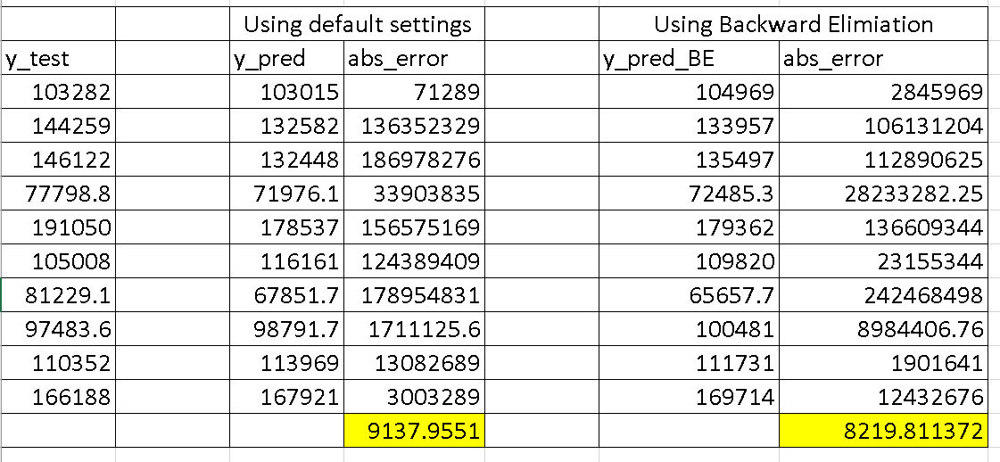 Using default settings Using Backward Elimiation
y_test y_pred abs_error y_pred_BE abs_error
103282 103015 71289 104969 2845969
144259 132582 136352329 133957 106131204
146122 132448 186978276 135497 112890625
77798.8 71976.1 33903835 72485.3 28233282.25
191050 178537 156575169 179362 136609344
105008 116161 124389409 109820 23155344
81229.1 67851.7 178954831 65657.7 242468498
97483.6 98791.7 1711125.6 100481 8984406.76
110352 113969 13082689 111731 1901641
166188 167921 3003289 169714 12432676
9137.9551 8219.811372